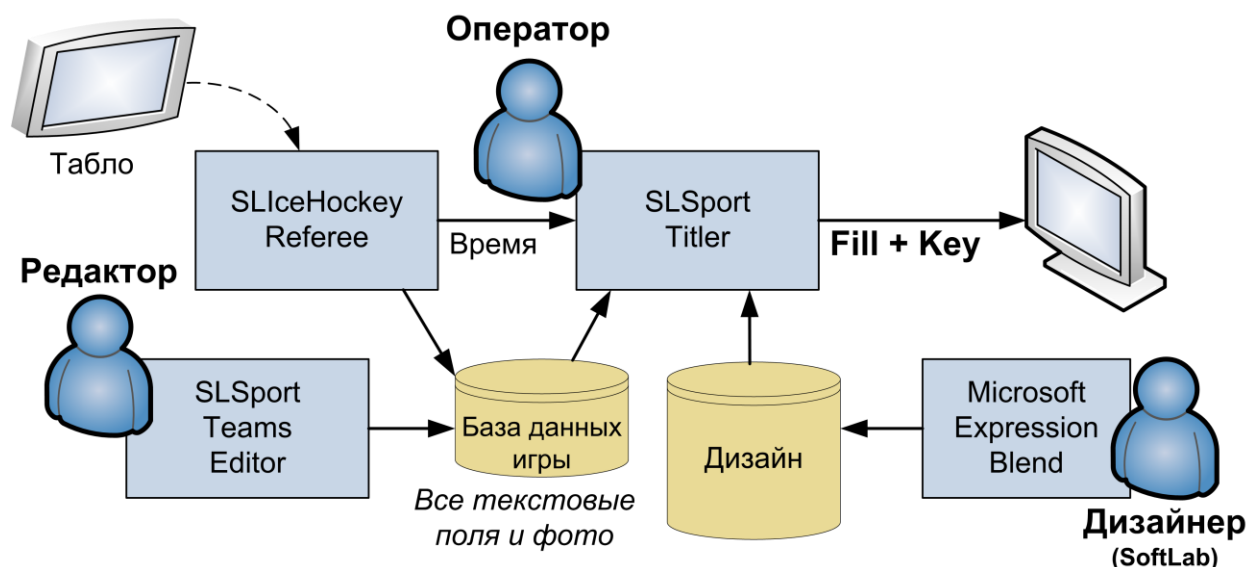 Оператор
Табло
SLIceHockey
Referee
Время
SLSport
Titler
Fill + Key
Редактор
SLSport
Teams
Editor
База данных
игры
Все текстовые
поля и фото
Дизайн
Microsoft
Expression
Blend
Дизайнер
(SoftLab)